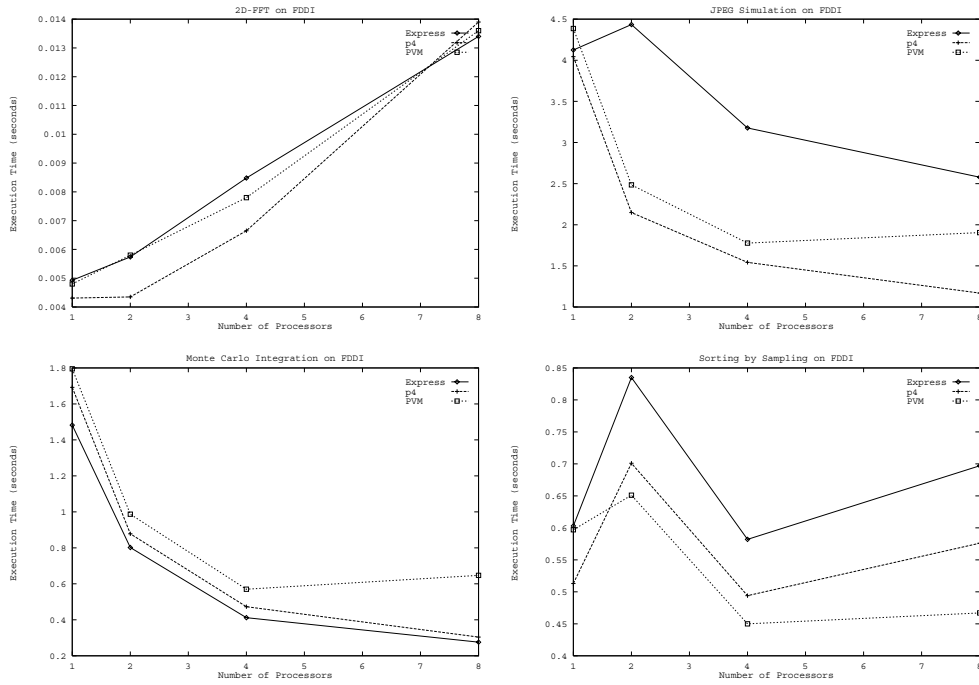 2D-FFT on FDDI
0.014
0.013
0.012
0.011
0.01
0.009
0.008
0.007
0.006
0.005
0.004
Execution Time (seconds)
Express
p4
PVM
1 2 3 4 5 6 7 8
Number of Processors
JPEG Simulation on FDDI
4.5
4
3.5
3
2.5
2
1.5
1
Execution Time (seconds)
Express
p4
PVM
1 2 3 4 5 6 7 8
Number of Processors
Monte Carlo Integration on FDDI
1.8
1.6
1.4
1.2
1
0.8
0.6
0.4
0.2
Execution Time (seconds)
Express
p4
PVM
1 2 3 4 5 6 7 8
Number of Processors
Sorting by Sampling on FDDI
0.85
0.8
0.75
0.7
0.65
0.6
0.55
0.5
0.45
0.4
Execution Time (seconds)
Express
p4
PVM
1 2 3 4 5 6 7 8
Number of Processors